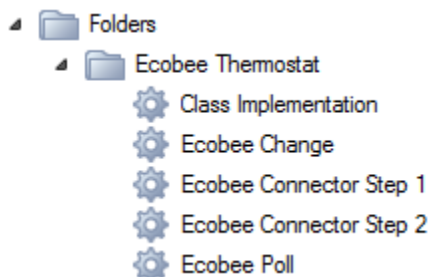 Folders
Ecobee Thermostat
Class Implementation
Ecobee Change
Ecobee Connector Step 1
Ecobee Connector Step 2
Ecobee Poll